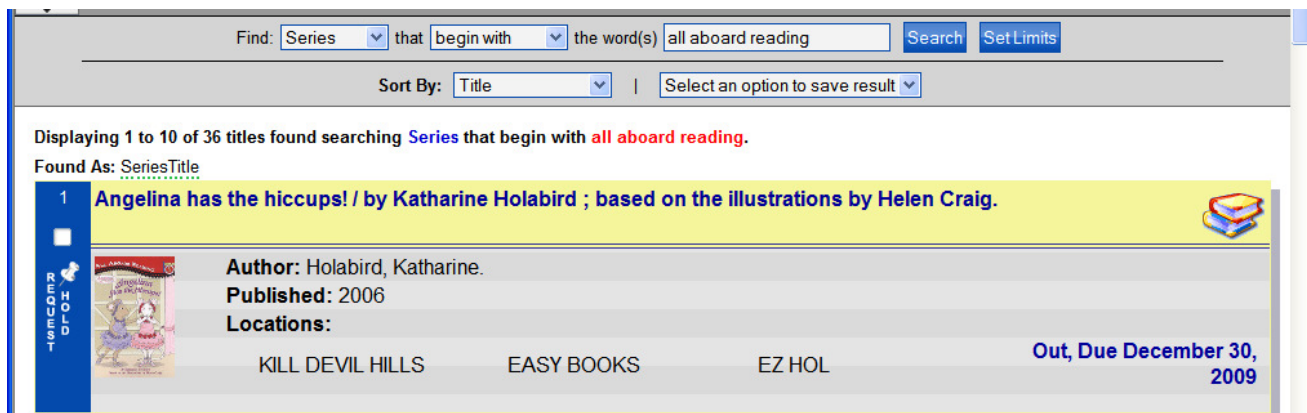 Find: Series that begin with the word(s) all aboard reading Search Set Limits
Sort By: Title | Select an option to save result
Displaying 1 to 10 of 36 titles found searching Series that begin with all aboard reading.
Found As: SeriesTitle
1 Angelina has the hiccups! / by Katharine Holabird ; based on the illustrations by Helen Craig.
REQUEST HOLD
Author: Holabird, Katharine.
Published: 2006
Locations:
KILL DEVIL HILLS EASY BOOKS EZ HOL Out, Due December 30,
2009